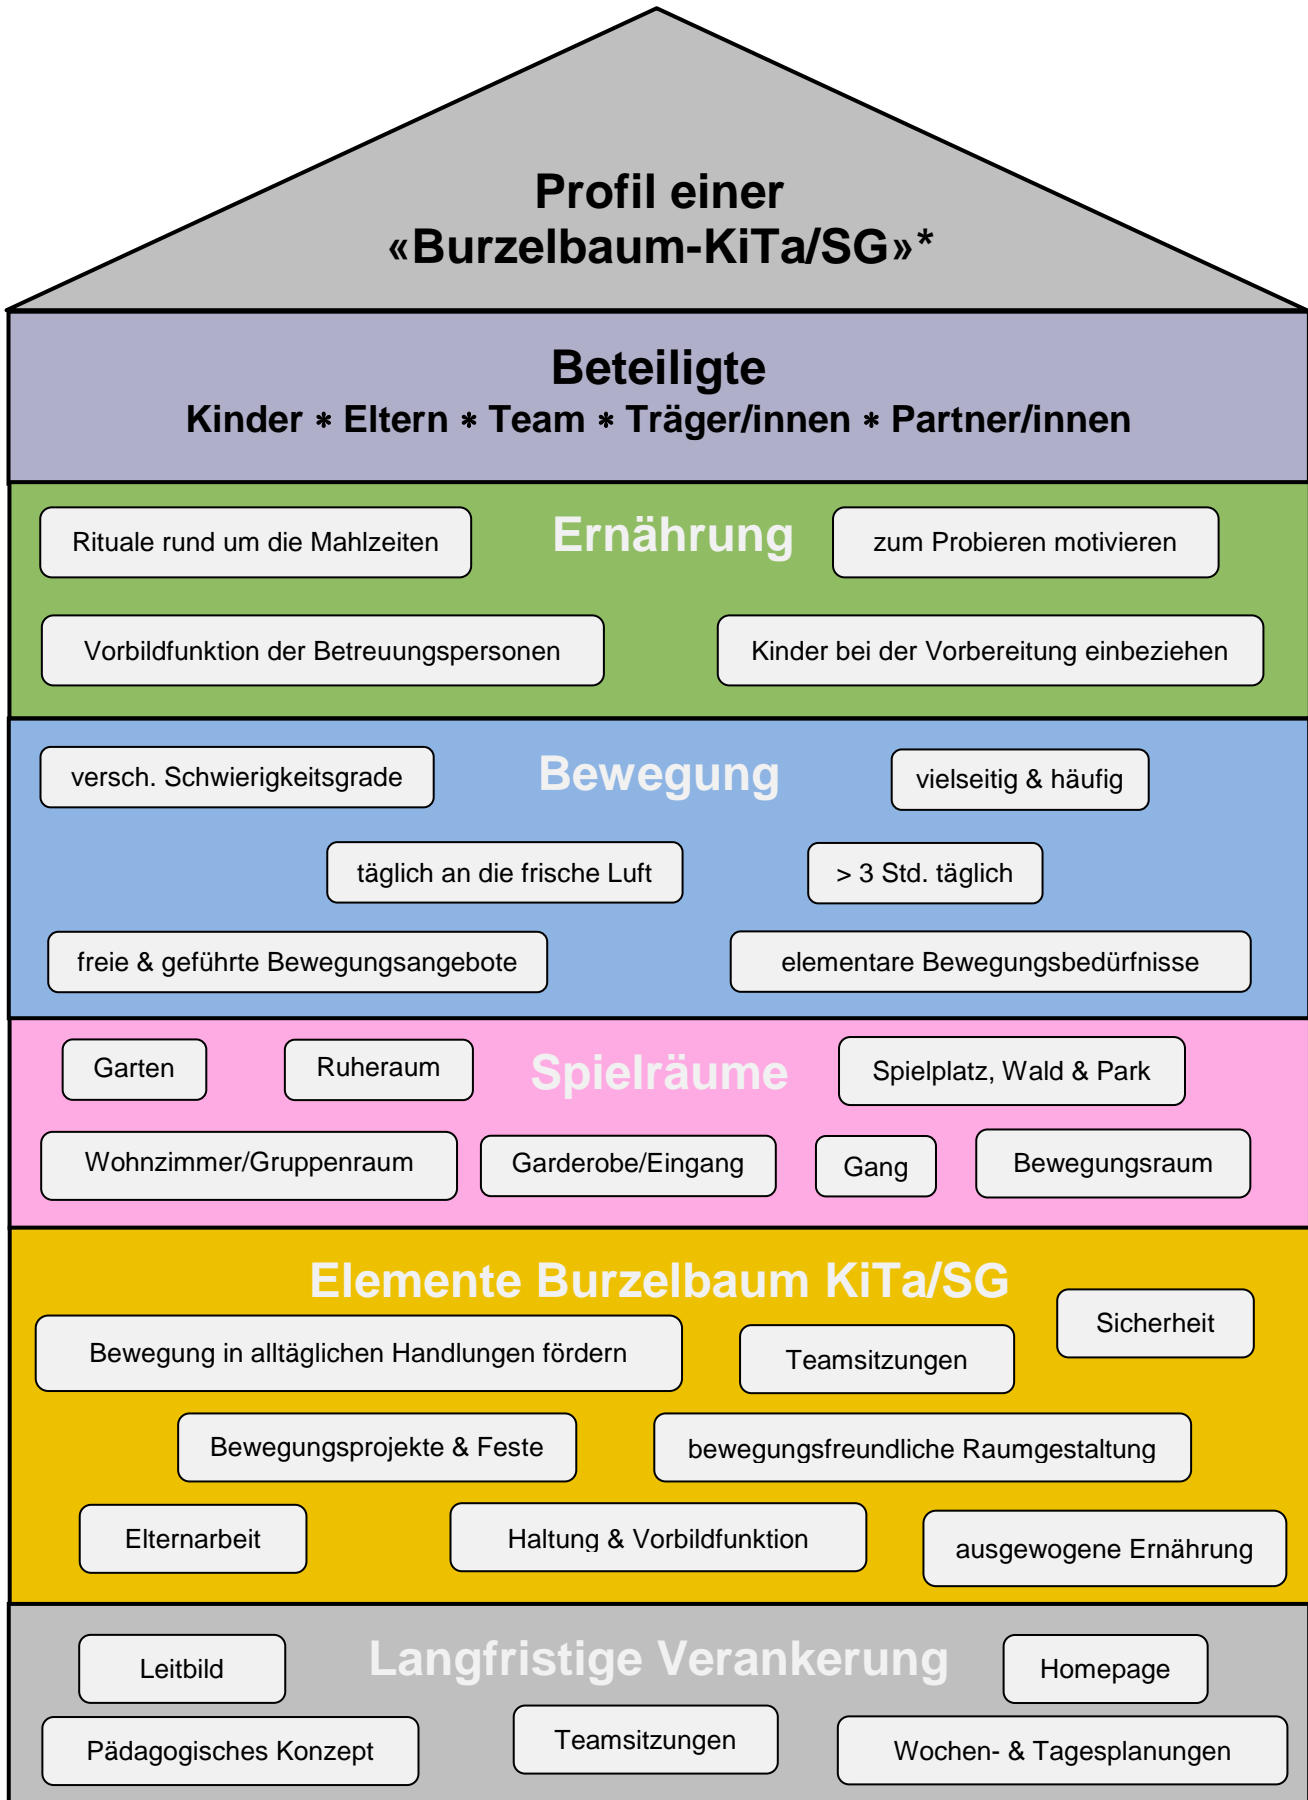 Profil einer
«Burzelbaum-KiTa/SG»*
Beteiligte
Kinder * Eltern * Team * Träger/innen * Partner/innen
Ernährung
Rituale rund um die Mahlzeiten
zum Probieren motivieren
Vorbildfunktion der Betreuungspersonen
Kinder bei der Vorbereitung einbeziehen
Bewegung
versch. Schwierigkeitsgrade
vielseitig & häufig
täglich an die frische Luft
> 3 Std. täglich
freie & geführte Bewegungsangebote
elementare Bewegungsbedürfnisse
Spielräume
Garten
Ruheraum
Spielplatz, Wald & Park
Wohnzimmer/Gruppenraum
Garderobe/Eingang
Gang
Bewegungsraum
Elemente Burzelbaum KiTa/SG
Sicherheit
Bewegung in alltäglichen Handlungen fördern
Teamsitzungen
Bewegungsprojekte & Feste
bewegungsfreundliche Raumgestaltung
Elternarbeit
Haltung & Vorbildfunktion
ausgewogene Ernährung
Langfristige Verankerung
Leitbild
Homepage
Pädagogisches Konzept
Teamsitzungen
Wochen- & Tagesplanungen